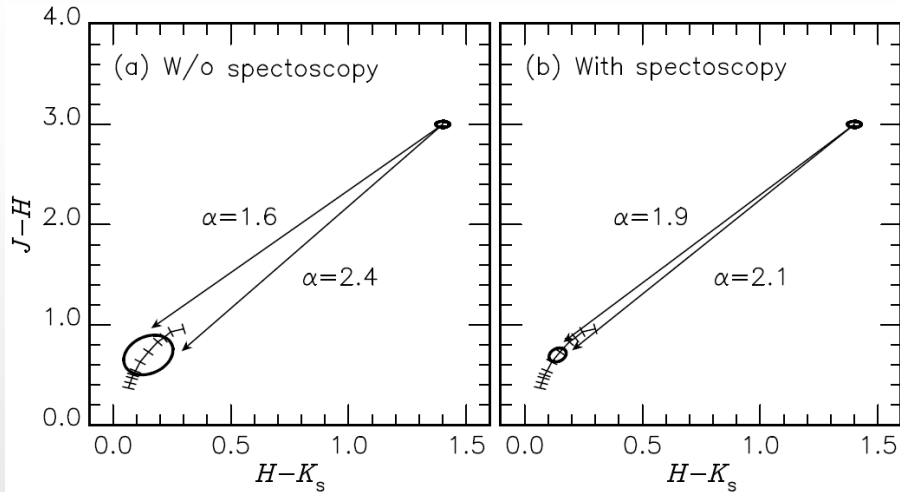 4.0
3.0
2.0
1.0
0.0
J−H
(a) W/o spectoscopy
α=1.6
α=2.4
0.0 0.5 1.0 1.5
H−Ks
(b) With spectoscopy
α=1.9
α=2.1
0.0 0.5 1.0 1.5
H−Ks